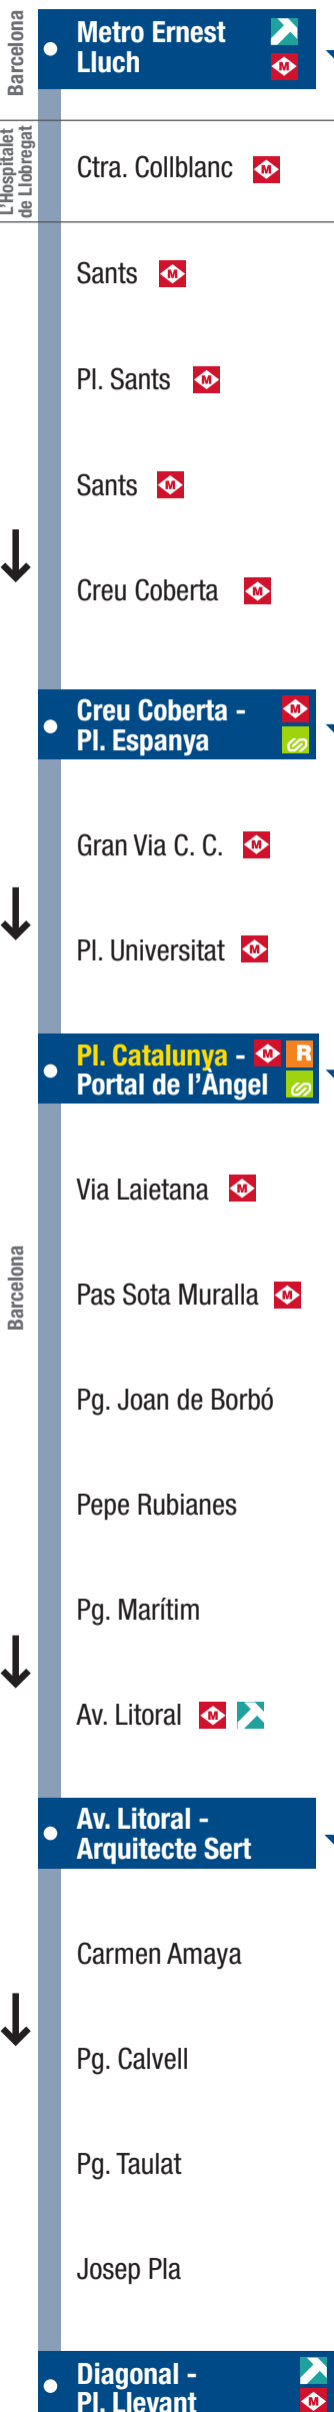 Barcelona
Metro Ernest
Lluch
M
L'Hospitalet
de Llobregat
Ctra. Collblanc M
Sants M
Pl. Sants M
Sants M
Creu Coberta M
Creu Coberta - M
Pl. Espanya
Gran Via C. C. M
Pl. Universitat M
Pl. Catalunya - M R
Portal de l'Àngel
Via Laietana M
Barcelona
Pas Sota Muralla M
Pg. Joan de Borbó
Pepe Rubianes
Pg. Marítim
Av. Litoral M
Av. Litoral -
Arquitecte Sert
Carmen Amaya
Pg. Calvell
Pg. Taulat
Josep Pla
Diagonal -
Pl. Llevant M